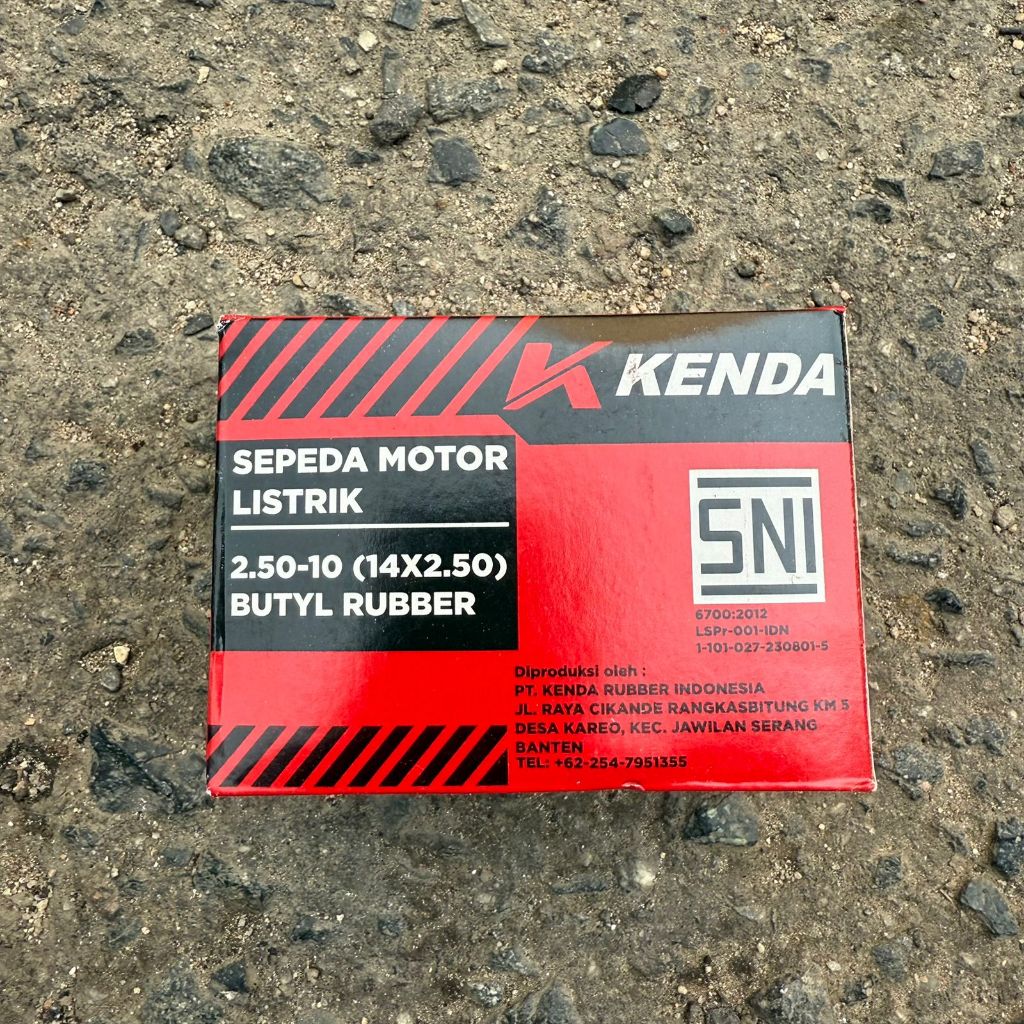 KENDA
SEPEDA MOTOR
LISTRIK
2.50-10 (14X2.50)
BUTYL RUBBER
SNI
6700:2012
LSPr-001-IDN
1-101-027-230801-5
Diproduksi oleh :
PT. KENDA RUBBER INDONESIA
JL. RAYA CIKANDE RANGKASBITUNG KM 5
DESA KAREO, KEC. JAWILAN SERANG
BANTEN
TEL: +62-254-7951355